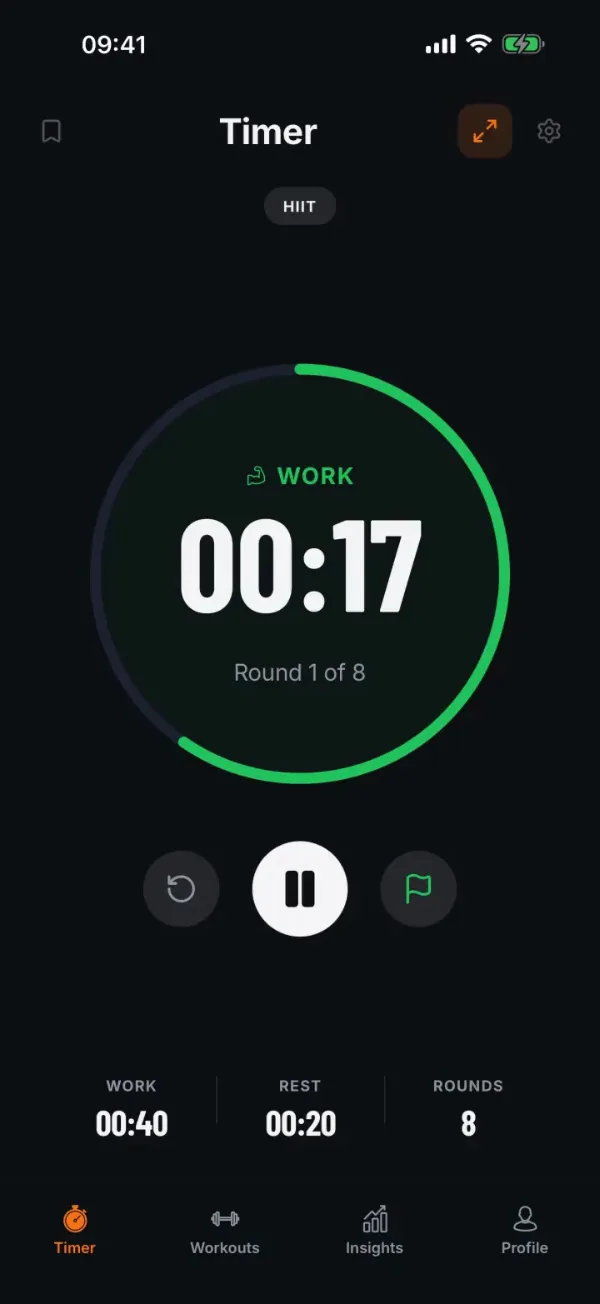 09:41
Timer
HIIT
WORK
00:17
Round 1 of 8
WORK REST ROUNDS
00:40 00:20 8
Timer Workouts Insights Profile